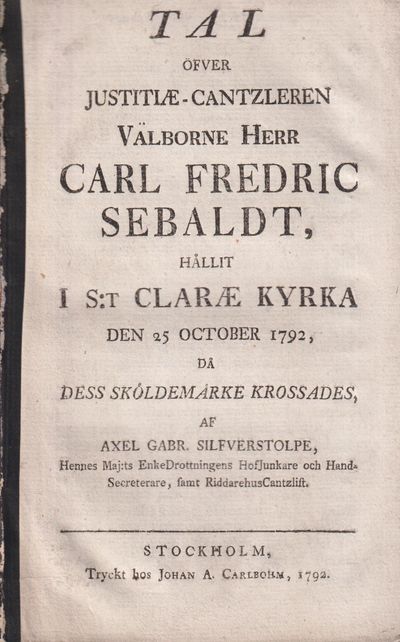 TAL
ÖFVER
JUSTITIÆ-CANTZLEREN
VÄLBORNE HERR
CARL FREDRIC
SEBALDT,
HÅLLIT
I S:T CLARÆ KYRKA
DEN 25 OCTOBER 1792,
DÅ
DESS SKÖLDEMÄRKE KROSSADES,
AF
AXEL GABR. SILFVERSTOLPE,
Hennes Maj:ts EnkeDrottningens HofJunkare och Hand-
Secreterare, ſamt RiddarehusCantzliſt.
STOCKHOLM,
Tryckt hos JOHAN A. CARLBOHM, 1792.